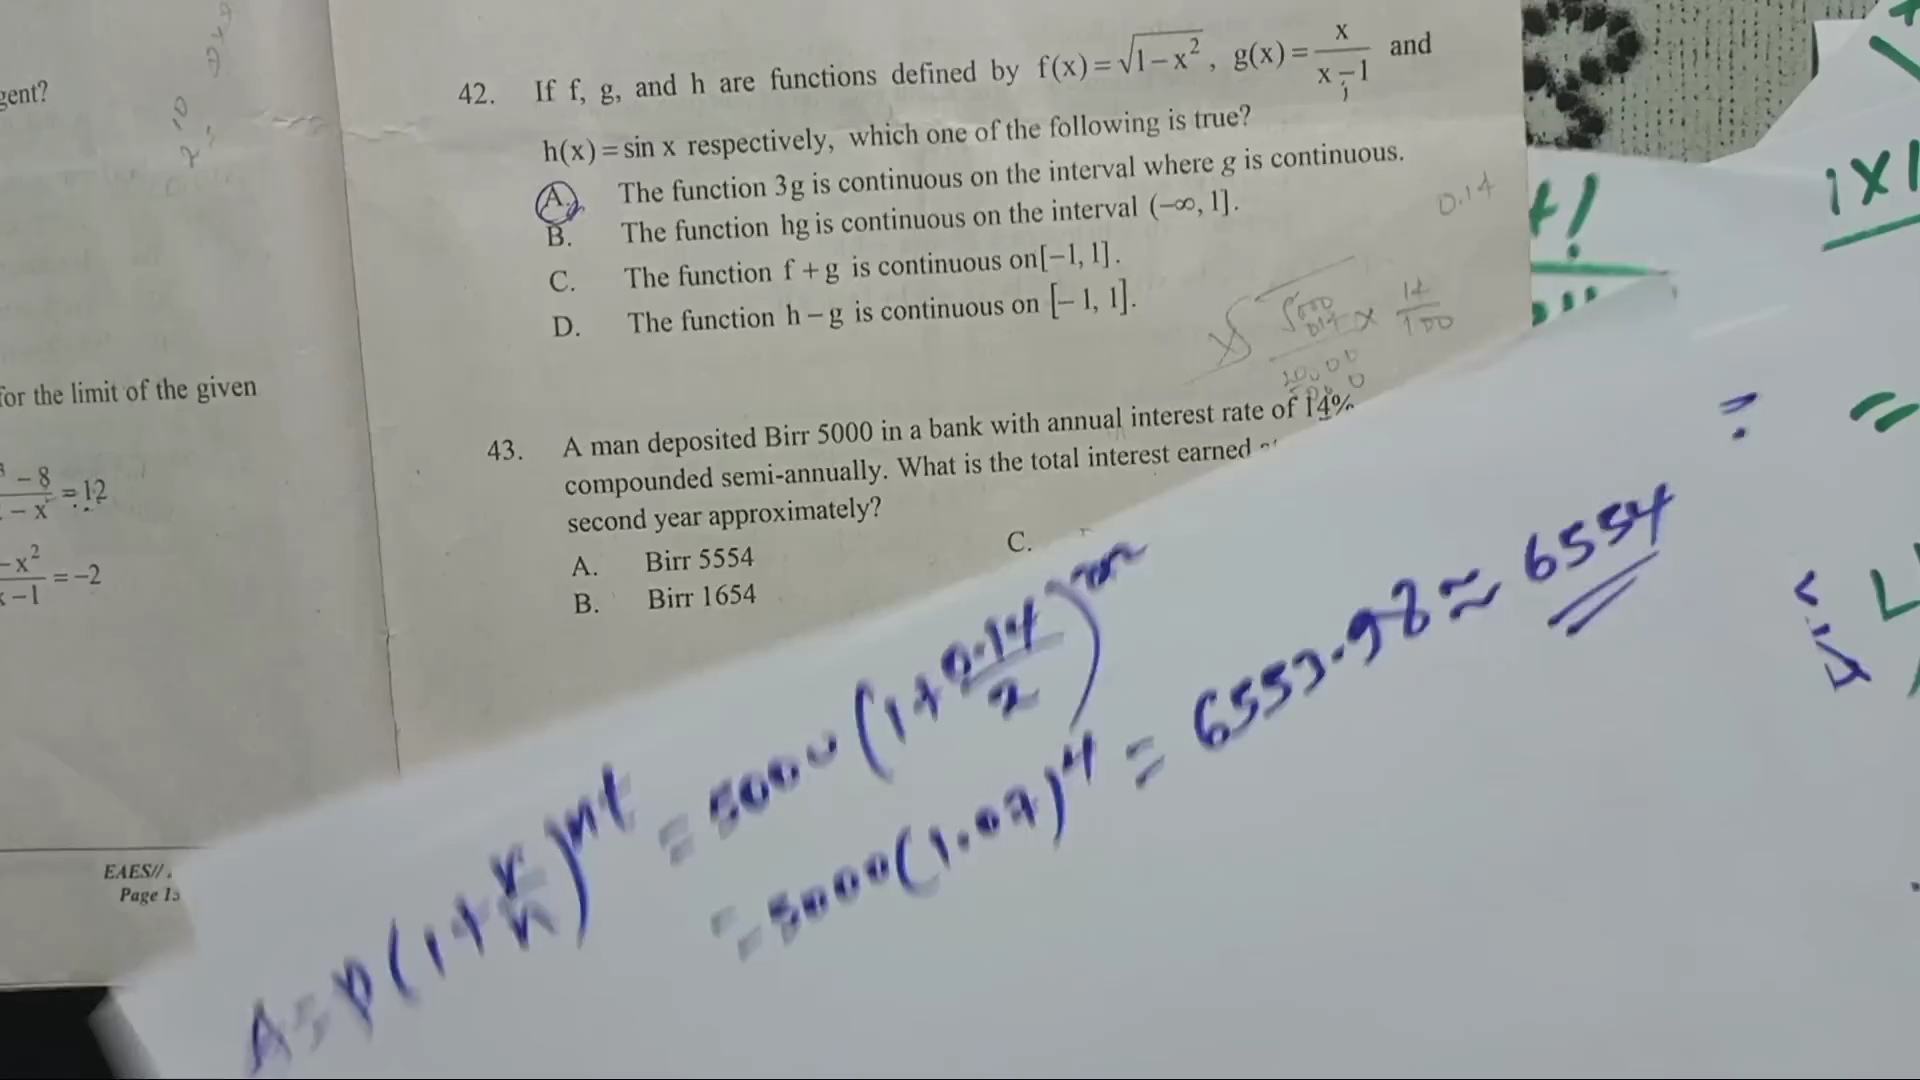 gent?
for the limit of the given
- 8
= 12
- x
-x²
= -2
x - 1
EAES//
Page 15
42. If f, g, and h are functions defined by f(x) = √1 - x², g(x) = x / x - 1 and
h(x) = sin x respectively, which one of the following is true?
A. The function 3g is continuous on the interval where g is continuous.
B. The function hg is continuous on the interval (-∞, 1].
C. The function f + g is continuous on [-1, 1].
D. The function h - g is continuous on [-1, 1].
0.14
14
100
43. A man deposited Birr 5000 in a bank with annual interest rate of 14%
compounded semi-annually. What is the total interest earned
second year approximately?
A. Birr 5554
B. Birr 1654
C.
A = P(1 + r/n)^nt = 5000(1 + 0.14/2)
= 5000(1.07)^4 = 6553.98 ≈ 6554